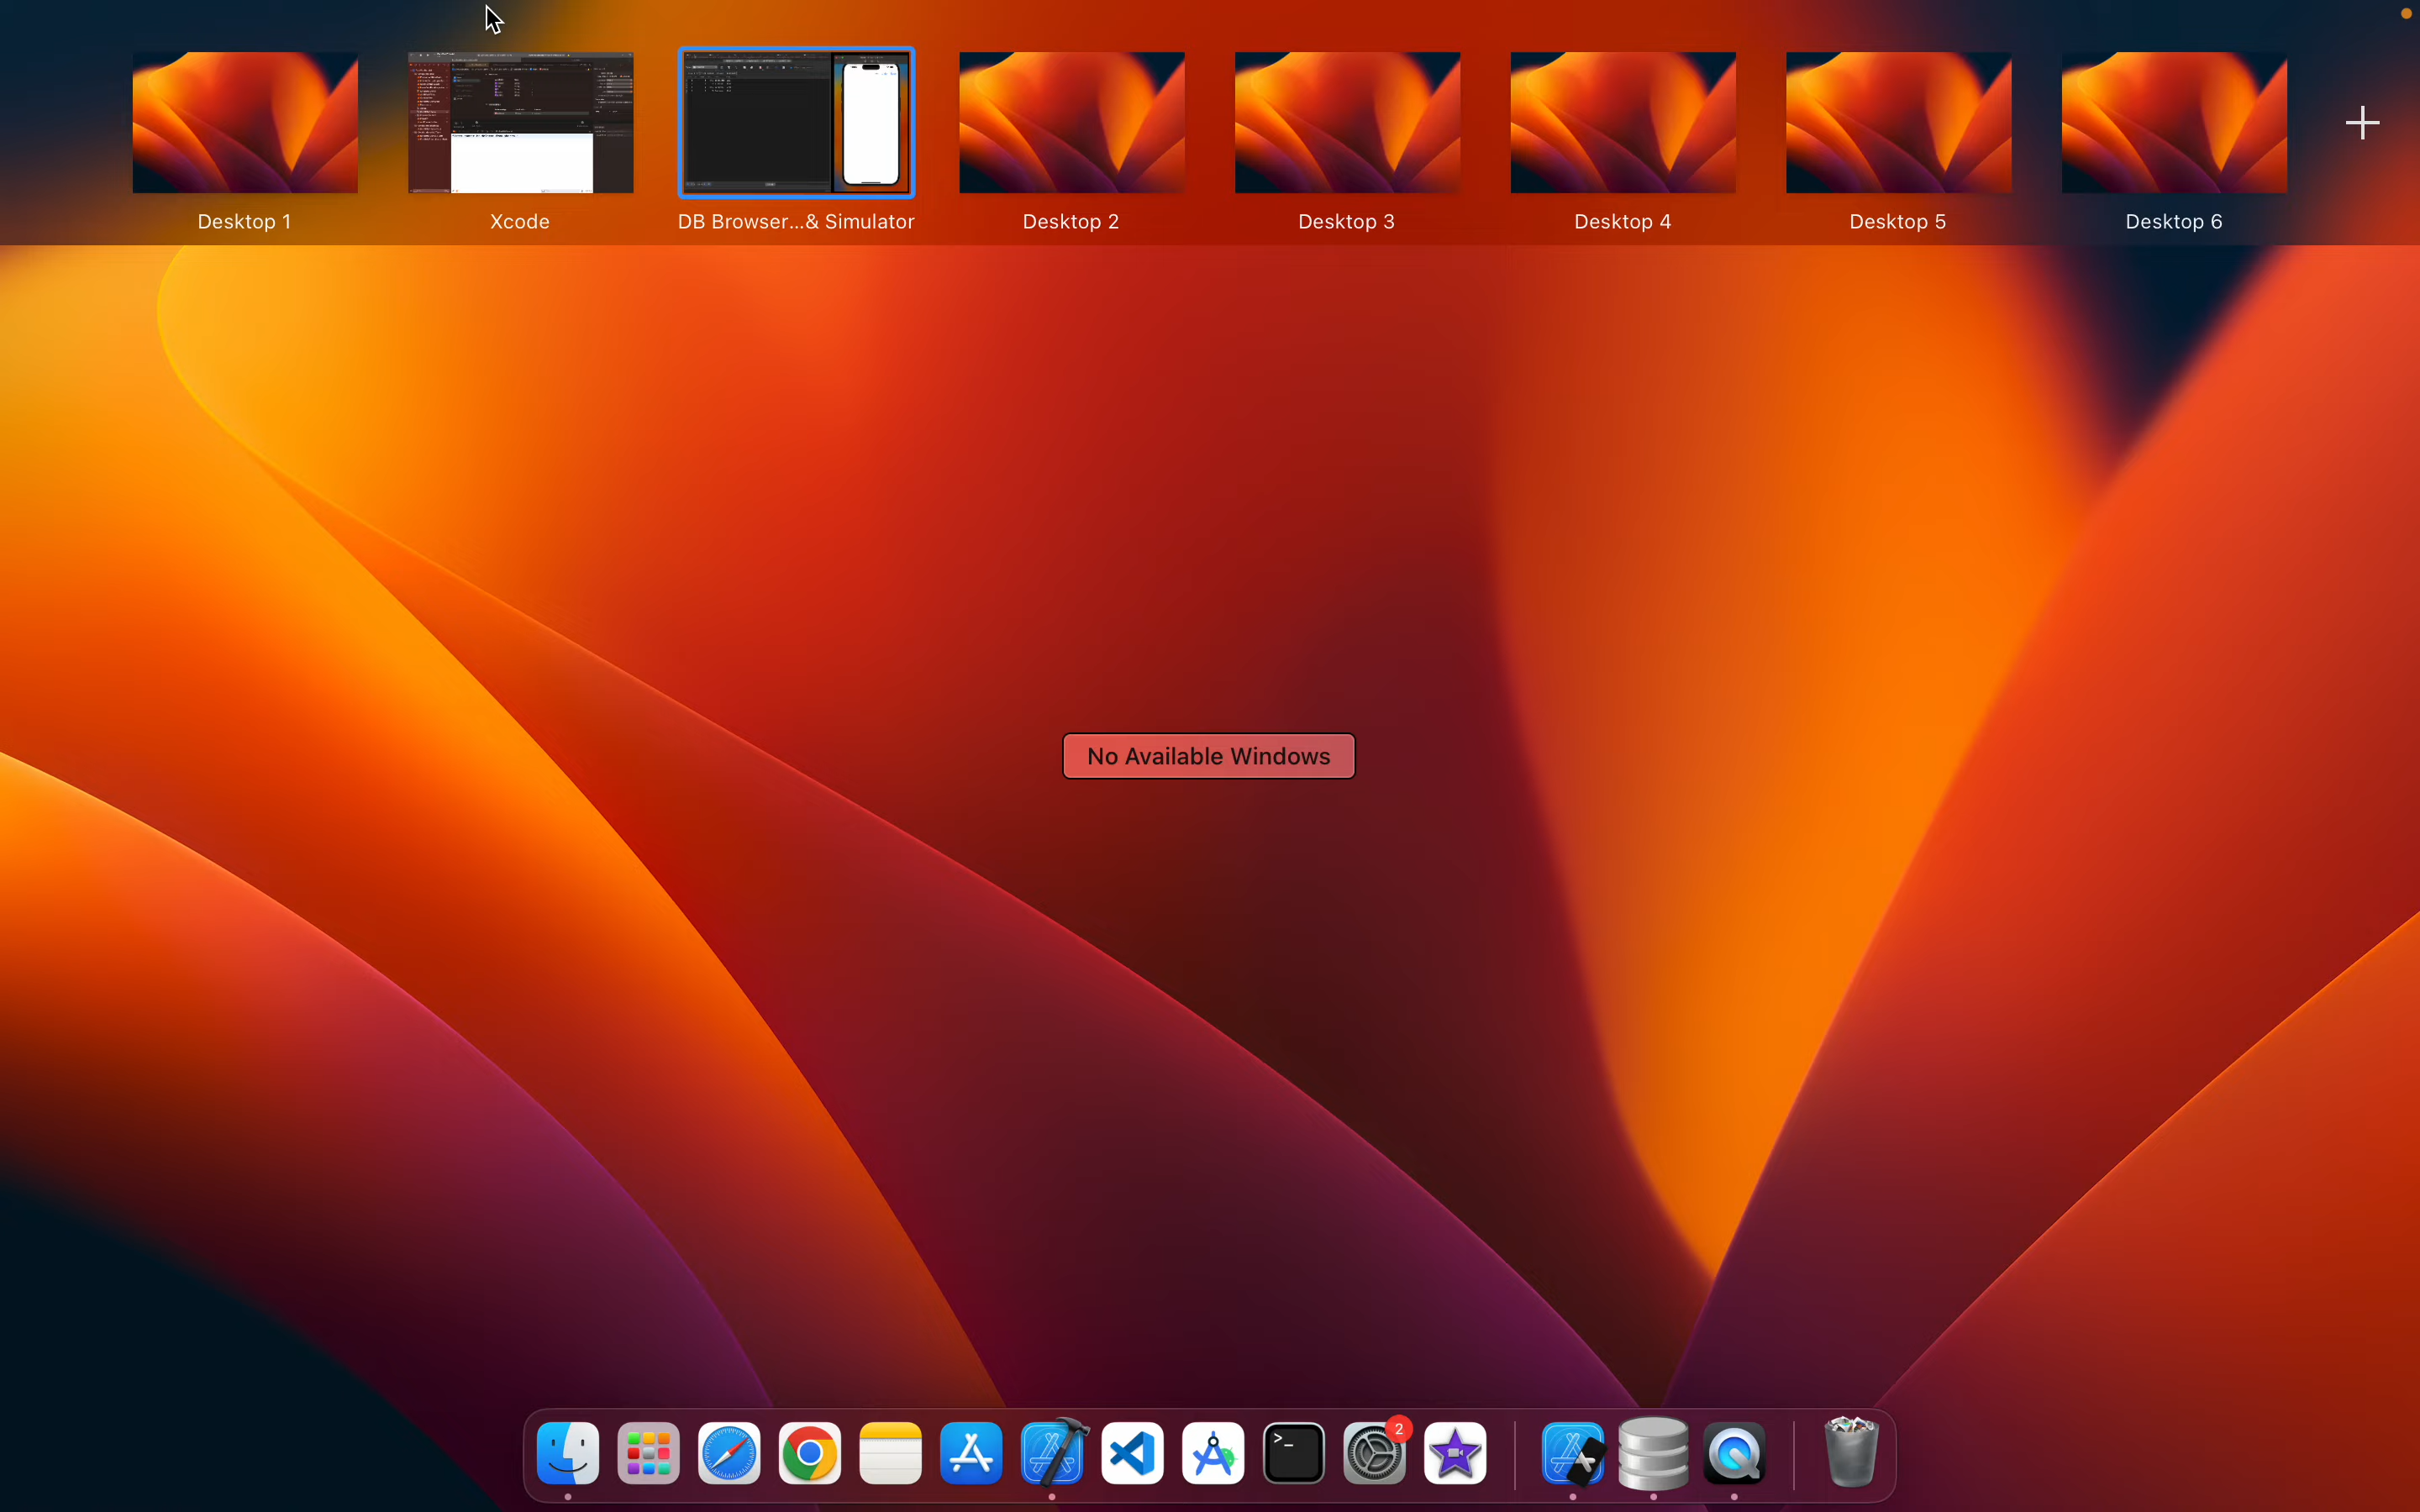 Desktop 1
Xcode
DB Browser...& Simulator
Desktop 2
Desktop 3
Desktop 4
Desktop 5
Desktop 6
No Available Windows
>_
2